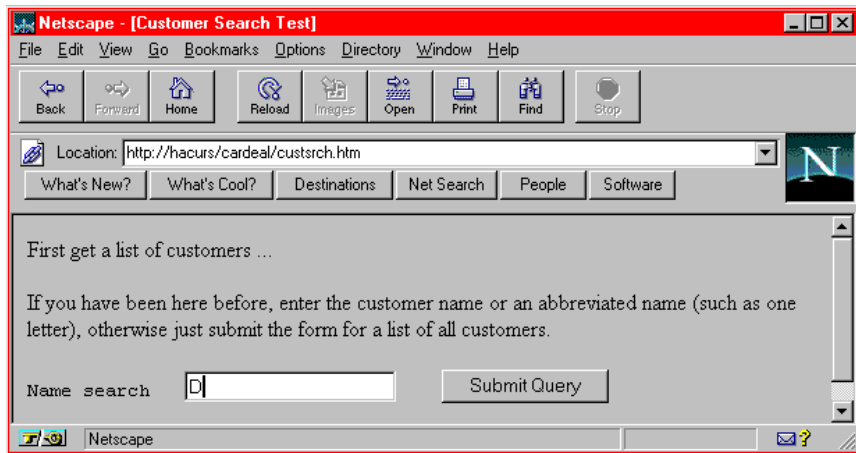 Netscape - [Customer Search Test]
File Edit View Go Bookmarks Options Directory Window Help
Back Forward Home Reload Images Open Print Find Stop
Location: http://hacurs/cardeal/custsrch.htm
N
What's New? What's Cool? Destinations Net Search People Software
First get a list of customers ...
If you have been here before, enter the customer name or an abbreviated name (such as one
letter), otherwise just submit the form for a list of all customers.
Name search D Submit Query
Netscape ?